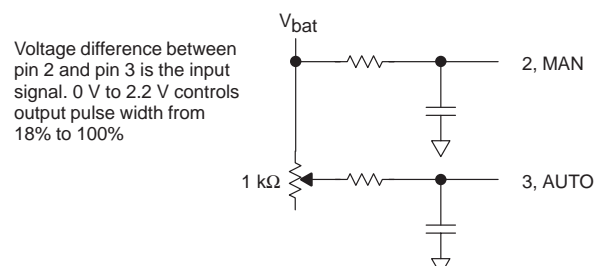 Vbat
Voltage difference between
pin 2 and pin 3 is the input
signal. 0 V to 2.2 V controls
output pulse width from
18% to 100%
2, MAN
1 kΩ
3, AUTO